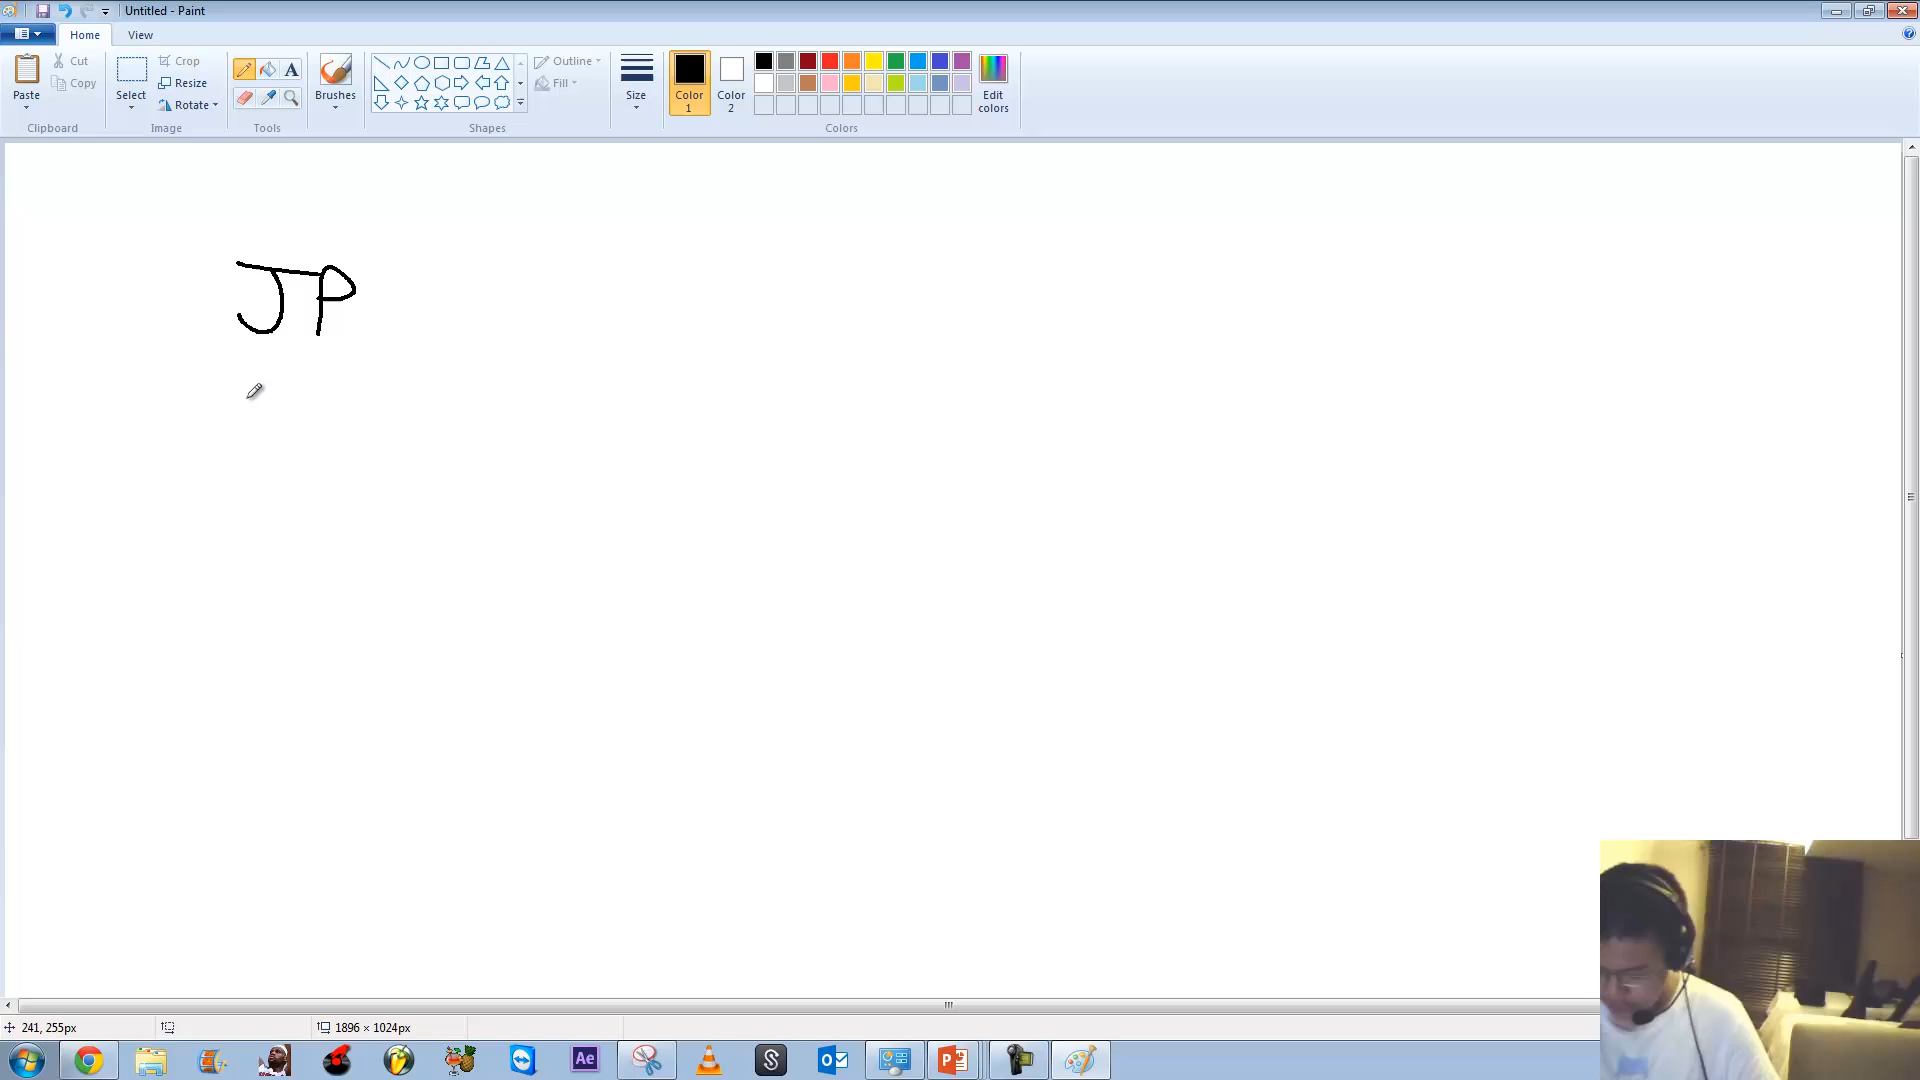 Untitled - Paint
Home View
Paste
Cut
Copy
Clipboard
Select
Crop
Resize
Rotate
Image
A
Tools
Brushes
Shapes
Outline
Fill
Size
Color 1
Color 2
Colors
Edit colors
JP
241, 255px
1896 × 1024px
Ae
S
P